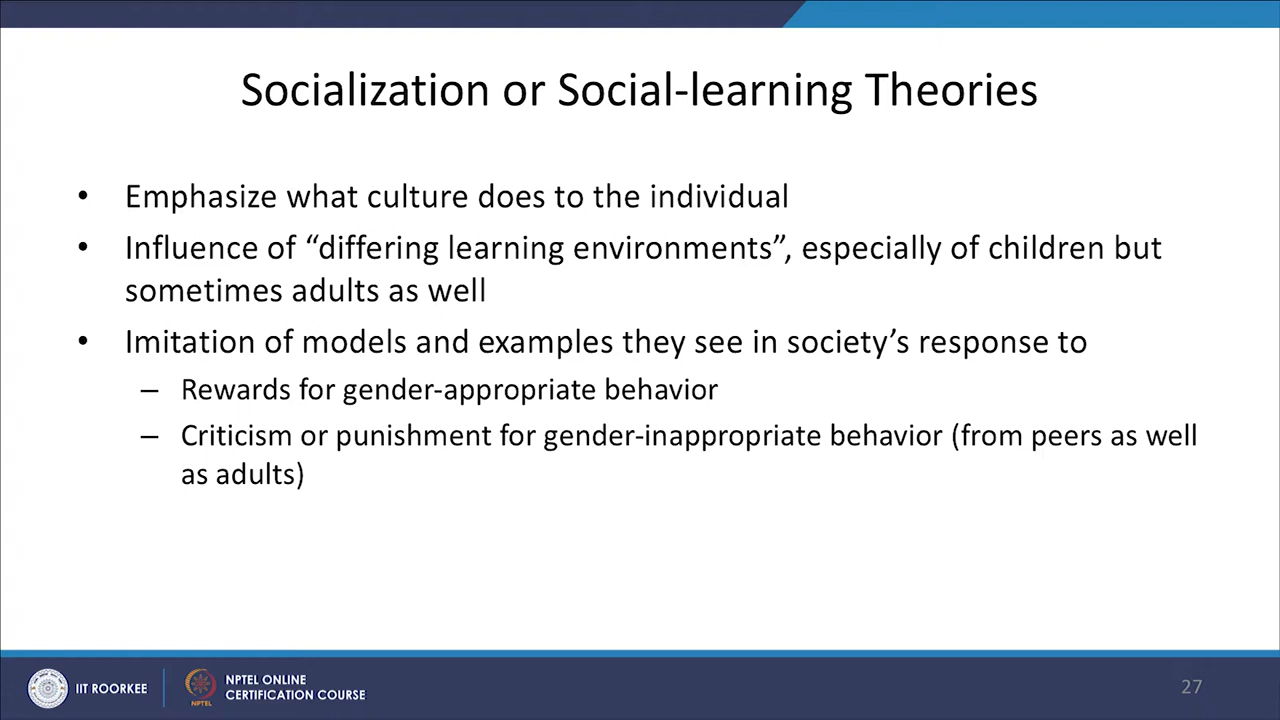 Socialization or Social-learning Theories
• Emphasize what culture does to the individual
• Influence of “differing learning environments”, especially of children but
sometimes adults as well
• Imitation of models and examples they see in society’s response to
– Rewards for gender-appropriate behavior
– Criticism or punishment for gender-inappropriate behavior (from peers as well
as adults)
IIT ROORKEE
NPTEL
NPTEL ONLINE
CERTIFICATION COURSE
27